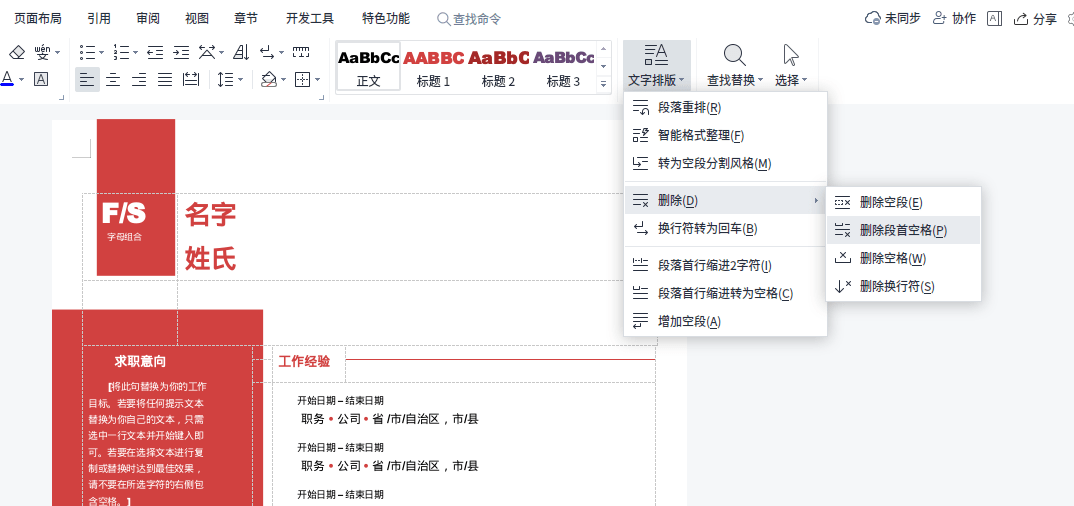 页面布局 引用 审阅 视图 章节 开发工具 特色功能 查找命令 未同步 协作 分享
AaBbCc AABBC AaBbC AaBbCc
正文 标题 1 标题 2 标题 3
文字排版 查找替换 选择
段落重排(R)
智能格式整理(F)
转为空段分割风格(M)
删除(D)
换行符转为回车(B)
段落首行缩进2字符(I)
段落首行缩进转为空格(C)
增加空段(A)
删除空段(E)
删除段首空格(P)
删除空格(W)
删除换行符(S)
F/S
字母组合
名字
姓氏
求职意向
[将此句替换为你的工作
目标。若要将任何提示文本
替换为你自己的文本，只需
选中一行文本并开始键入即
可。若要在选择文本进行复
制或替换时达到最佳效果，
请不要在所选字符的右侧包
含空格。]
工作经验
开始日期 – 结束日期
职务 • 公司 • 省 /市/自治区，市/县
开始日期 – 结束日期
职务 • 公司 • 省 /市/自治区，市/县
开始日期 – 结束日期